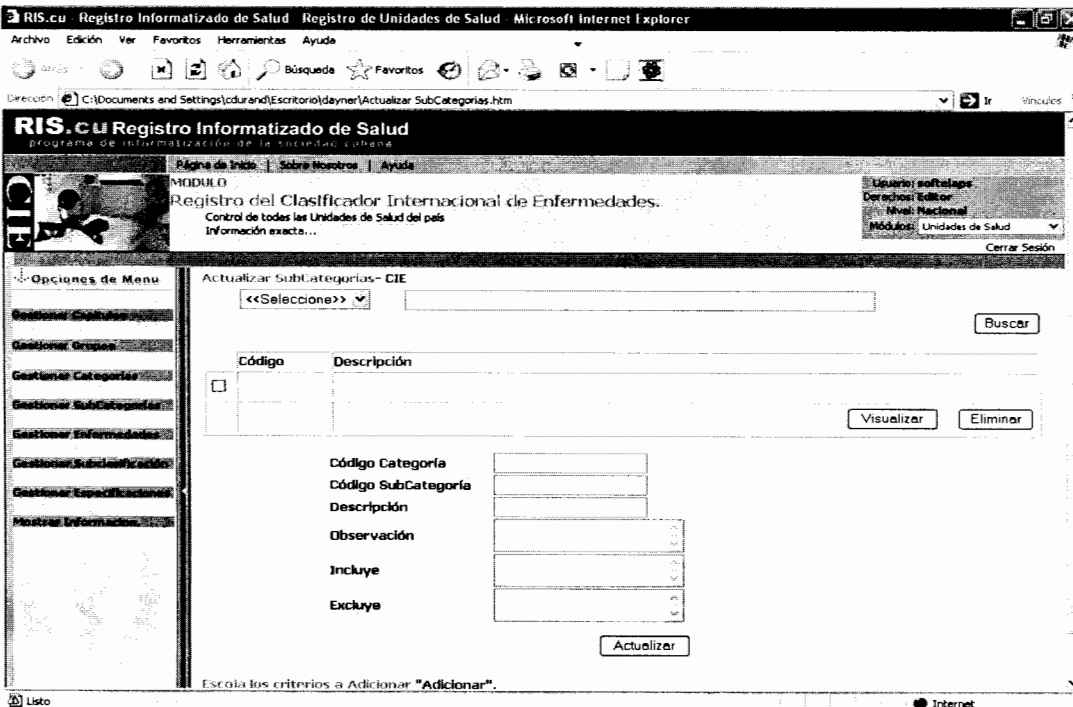 RIS.cu - Registro Informatizado de Salud Registro de Unidades de Salud - Microsoft Internet Explorer
Archivo Edición Ver Favoritos Herramientas Ayuda
Atrás Búsqueda Favoritos
Dirección C:\Documents and Settings\cdurand\Escritorio\dayner\Actualizar SubCategorias.htm Ir Vínculos
RIS.cu Registro Informatizado de Salud
programa de informatización de la sociedad cubana
Página de Inicio | Sobre Nosotros | Ayuda
MODULO
Registro del Clasificador Internacional de Enfermedades.
Control de todas las Unidades de Salud del país
Información exacta...
Usuario: softelaps
Derechos: Editor
Nivel: Nacional
Módulos: Unidades de Salud
Cerrar Sesión
CIE
Opciones de Menu
Gestionar Capítulos
Gestionar Grupos
Gestionar Categorías
Gestionar SubCategorías
Gestionar Enfermedades
Gestionar Subclasificación
Gestionar Especificaciones
Mostrar Informacion.
Actualizar SubCategorías- CIE
<<Seleccione>>
Buscar
Código Descripción
Visualizar Eliminar
Código Categoría
Código SubCategoría
Descripción
Observación
Incluye
Excluye
Actualizar
Escoja los criterios a Adicionar "Adicionar".
Listo Internet